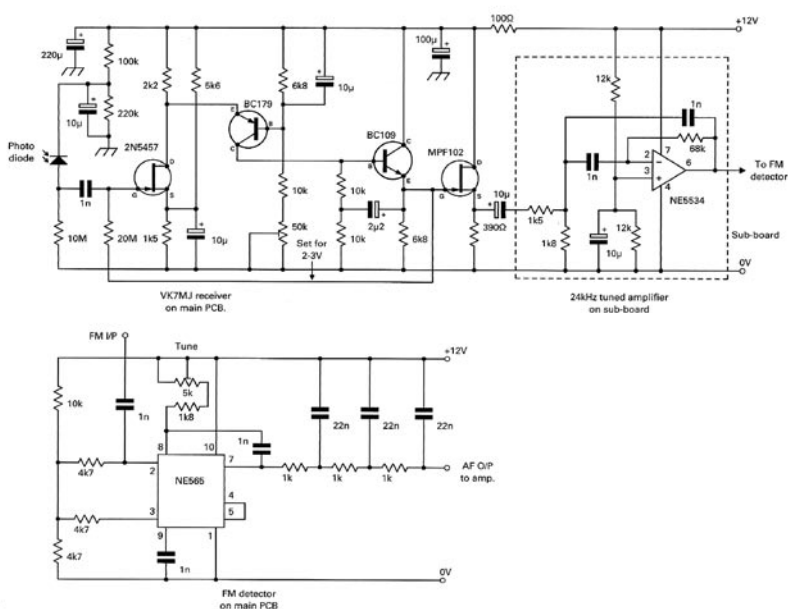 100Ω
+12V
220µ
+
100k
2k2
5k6
6k8
+
10µ
100µ
+
12k
1n
BC179
E
B
C
10µ
+
220k
BC109
C
B
E
MPF102
68k
Photo
diode
2N5457
D
G
S
D
G
S
1n
2
7
6
3
4
To FM
detector
NE5534
1n
10k
10k
10µ
+
1k5
10M
20M
1k5
+
10µ
50k
10k
2µ2
+
6k8
390Ω
1k8
+
10µ
12k
Sub-board
Set for
2-3V
0V
VK7MJ receiver
on main PCB.
24kHz tuned amplifier
on sub-board
FM I/P
Tune
+12V
5k
10k
1n
1k8
22n
22n
22n
1n
8
10
7
4k7
2
NE565
4
1k
1k
1k
AF O/P
to amp.
3
5
4k7
9
1
4k7
1n
0V
FM detector
on main PCB